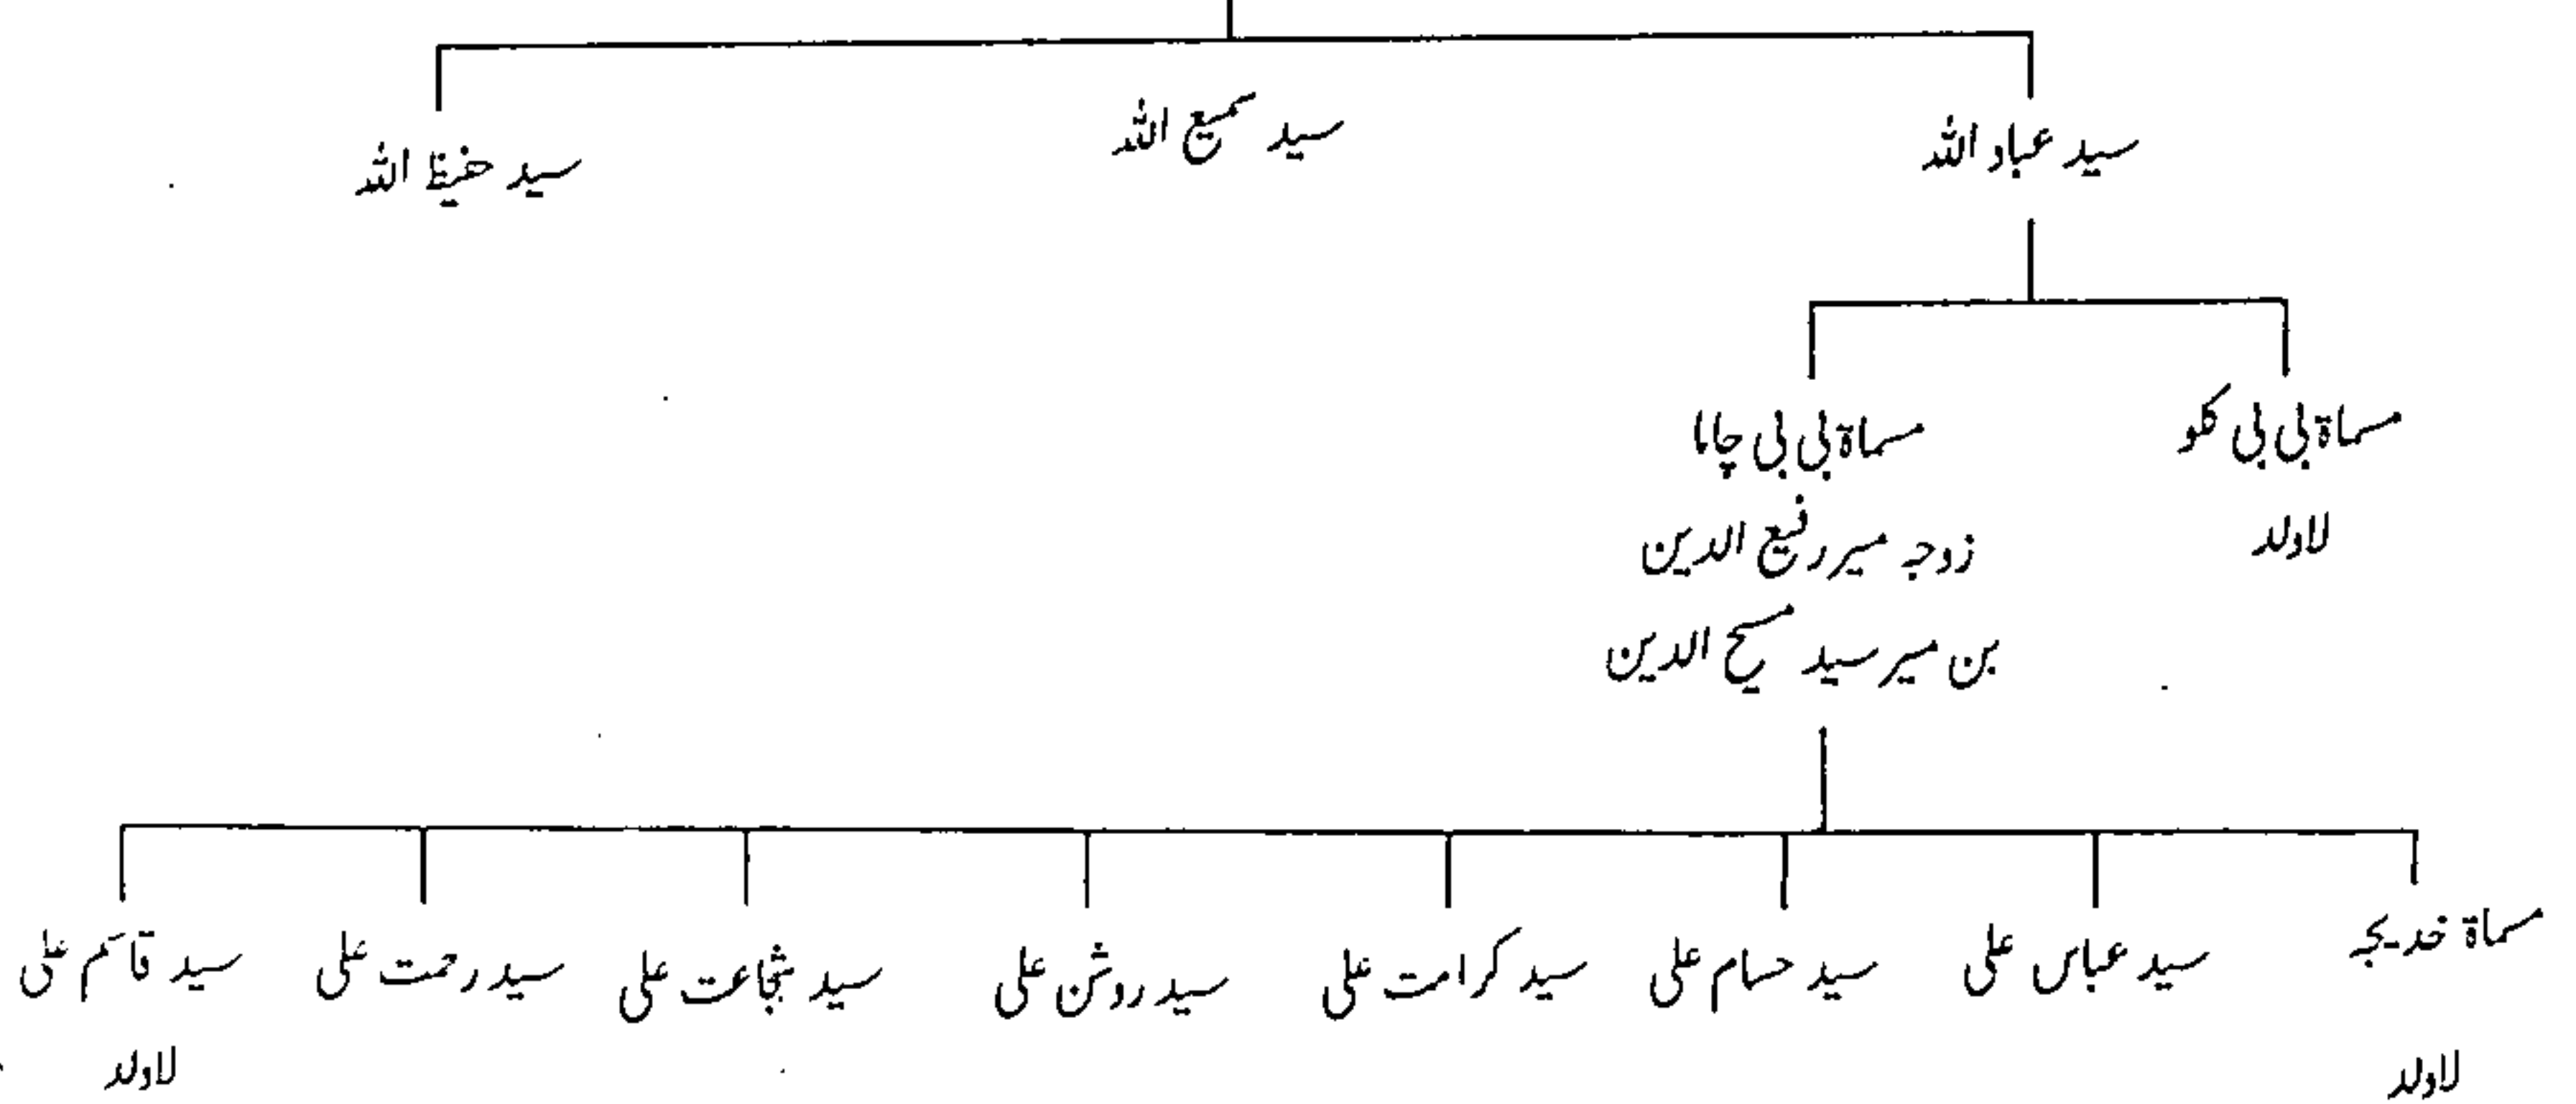 سید عباد اللہ
سید سمیع اللہ
سید حفیظ اللہ
مسماۃ بی بی کلو
لاولد
مسماۃ بی بی چاہا
زوجہ میر رفیع الدین
بن میر سید مسیح الدین
مسماۃ خدیجہ
لاولد
سید عباس علی
سید حسام علی
سید کرامت علی
سید روشن علی
سید شجاعت علی
سید رحمت علی
سید قاسم علی
لاولد